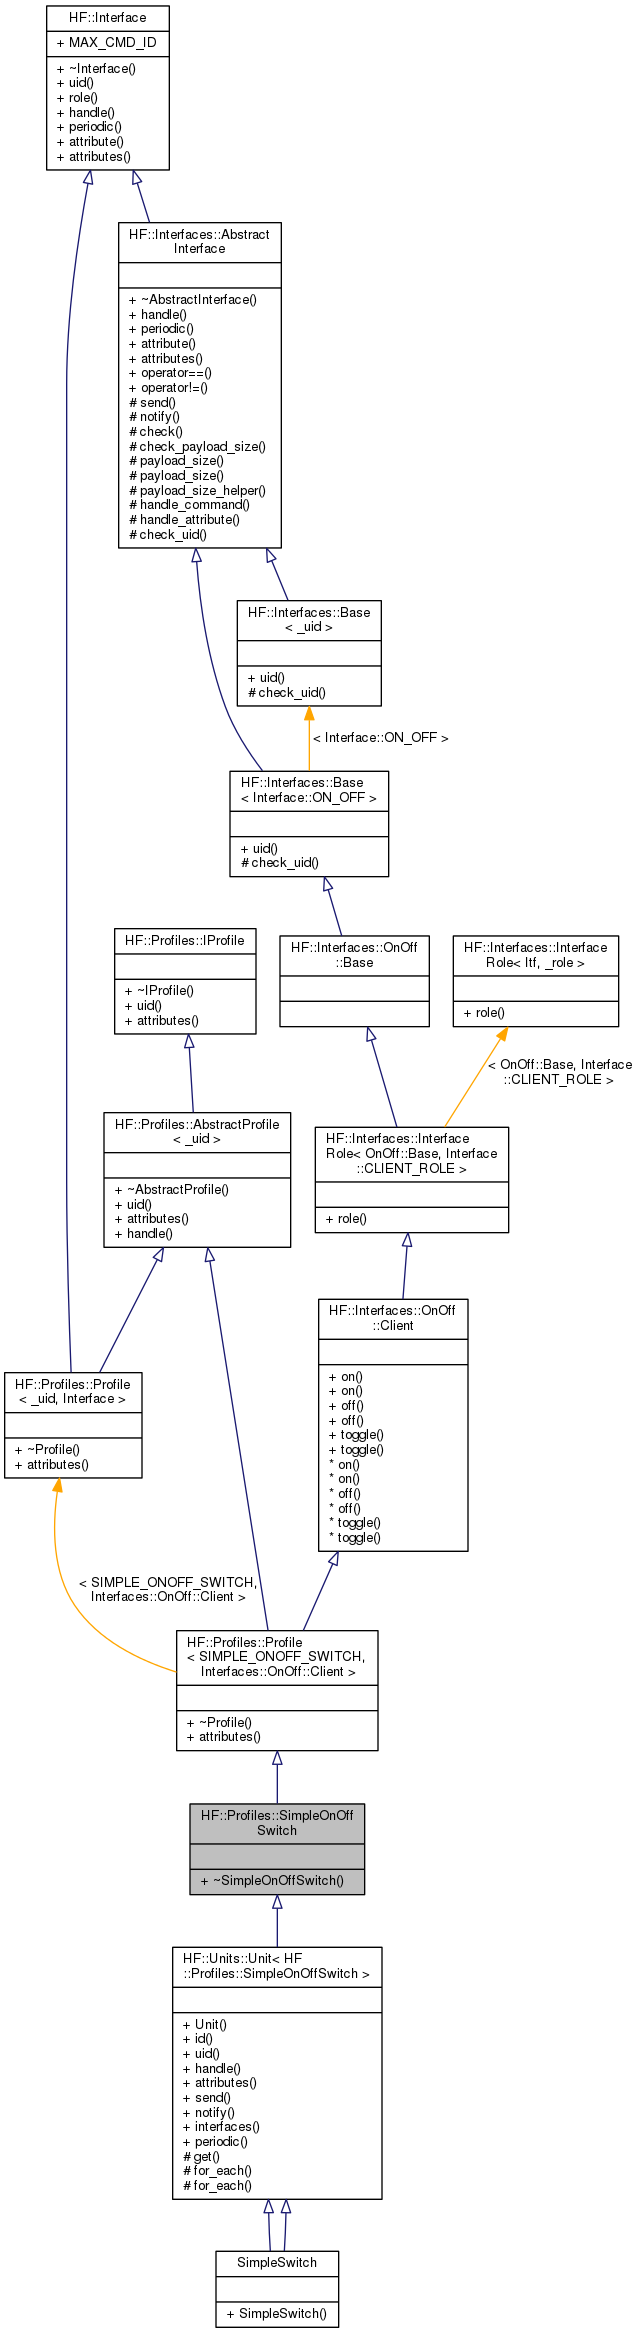 HF::Interface
+ MAX_CMD_ID
+ ~Interface()
+ uid()
+ role()
+ handle()
+ periodic()
+ attribute()
+ attributes()
HF::Interfaces::Abstract
Interface
+ ~AbstractInterface()
+ handle()
+ periodic()
+ attribute()
+ attributes()
+ operator==()
+ operator!=()
# send()
# notify()
# check()
# check_payload_size()
# payload_size()
# payload_size()
# payload_size_helper()
# handle_command()
# handle_attribute()
# check_uid()
HF::Interfaces::Base
< _uid >
+ uid()
# check_uid()
< Interface::ON_OFF >
HF::Interfaces::Base
< Interface::ON_OFF >
+ uid()
# check_uid()
HF::Profiles::IProfile
+ ~IProfile()
+ uid()
+ attributes()
HF::Interfaces::OnOff
::Base
HF::Interfaces::Interface
Role< Itf, _role >
+ role()
< OnOff::Base, Interface
::CLIENT_ROLE >
HF::Profiles::AbstractProfile
< _uid >
+ ~AbstractProfile()
+ uid()
+ attributes()
+ handle()
HF::Interfaces::Interface
Role< OnOff::Base, Interface
::CLIENT_ROLE >
+ role()
HF::Interfaces::OnOff
::Client
+ on()
+ on()
+ off()
+ off()
+ toggle()
+ toggle()
* on()
* on()
* off()
* off()
* toggle()
* toggle()
HF::Profiles::Profile
< _uid, Interface >
+ ~Profile()
+ attributes()
< SIMPLE_ONOFF_SWITCH,
Interfaces::OnOff::Client >
HF::Profiles::Profile
< SIMPLE_ONOFF_SWITCH,
Interfaces::OnOff::Client >
+ ~Profile()
+ attributes()
HF::Profiles::SimpleOnOff
Switch
+ ~SimpleOnOffSwitch()
HF::Units::Unit< HF
::Profiles::SimpleOnOffSwitch >
+ Unit()
+ id()
+ uid()
+ handle()
+ attributes()
+ send()
+ notify()
+ interfaces()
+ periodic()
# get()
# for_each()
# for_each()
SimpleSwitch
+ SimpleSwitch()